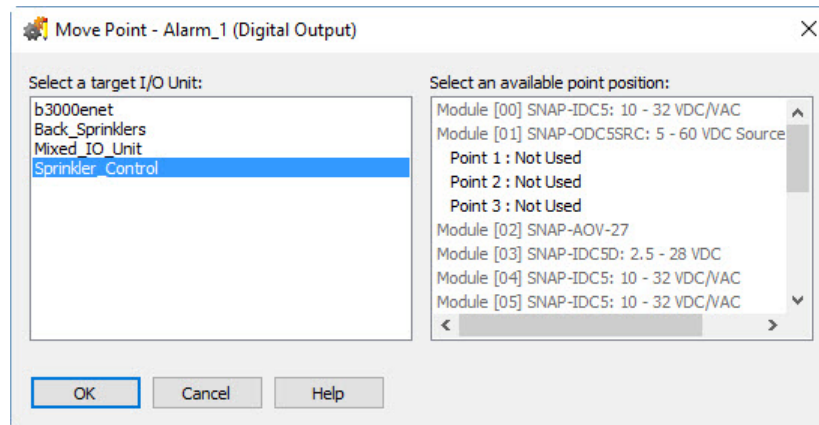 Move Point - Alarm_1 (Digital Output)
Select a target I/O Unit:
b3000enet
Back_Sprinklers
Mixed_IO_Unit
Sprinkler_Control
Select an available point position:
Module [00] SNAP-IDC5: 10 - 32 VDC/VAC
Module [01] SNAP-ODC5SRC: 5 - 60 VDC Source
Point 1 : Not Used
Point 2 : Not Used
Point 3 : Not Used
Module [02] SNAP-AOV-27
Module [03] SNAP-IDC5D: 2.5 - 28 VDC
Module [04] SNAP-IDC5: 10 - 32 VDC/VAC
Module [05] SNAP-IDC5: 10 - 32 VDC/VAC
OK Cancel Help